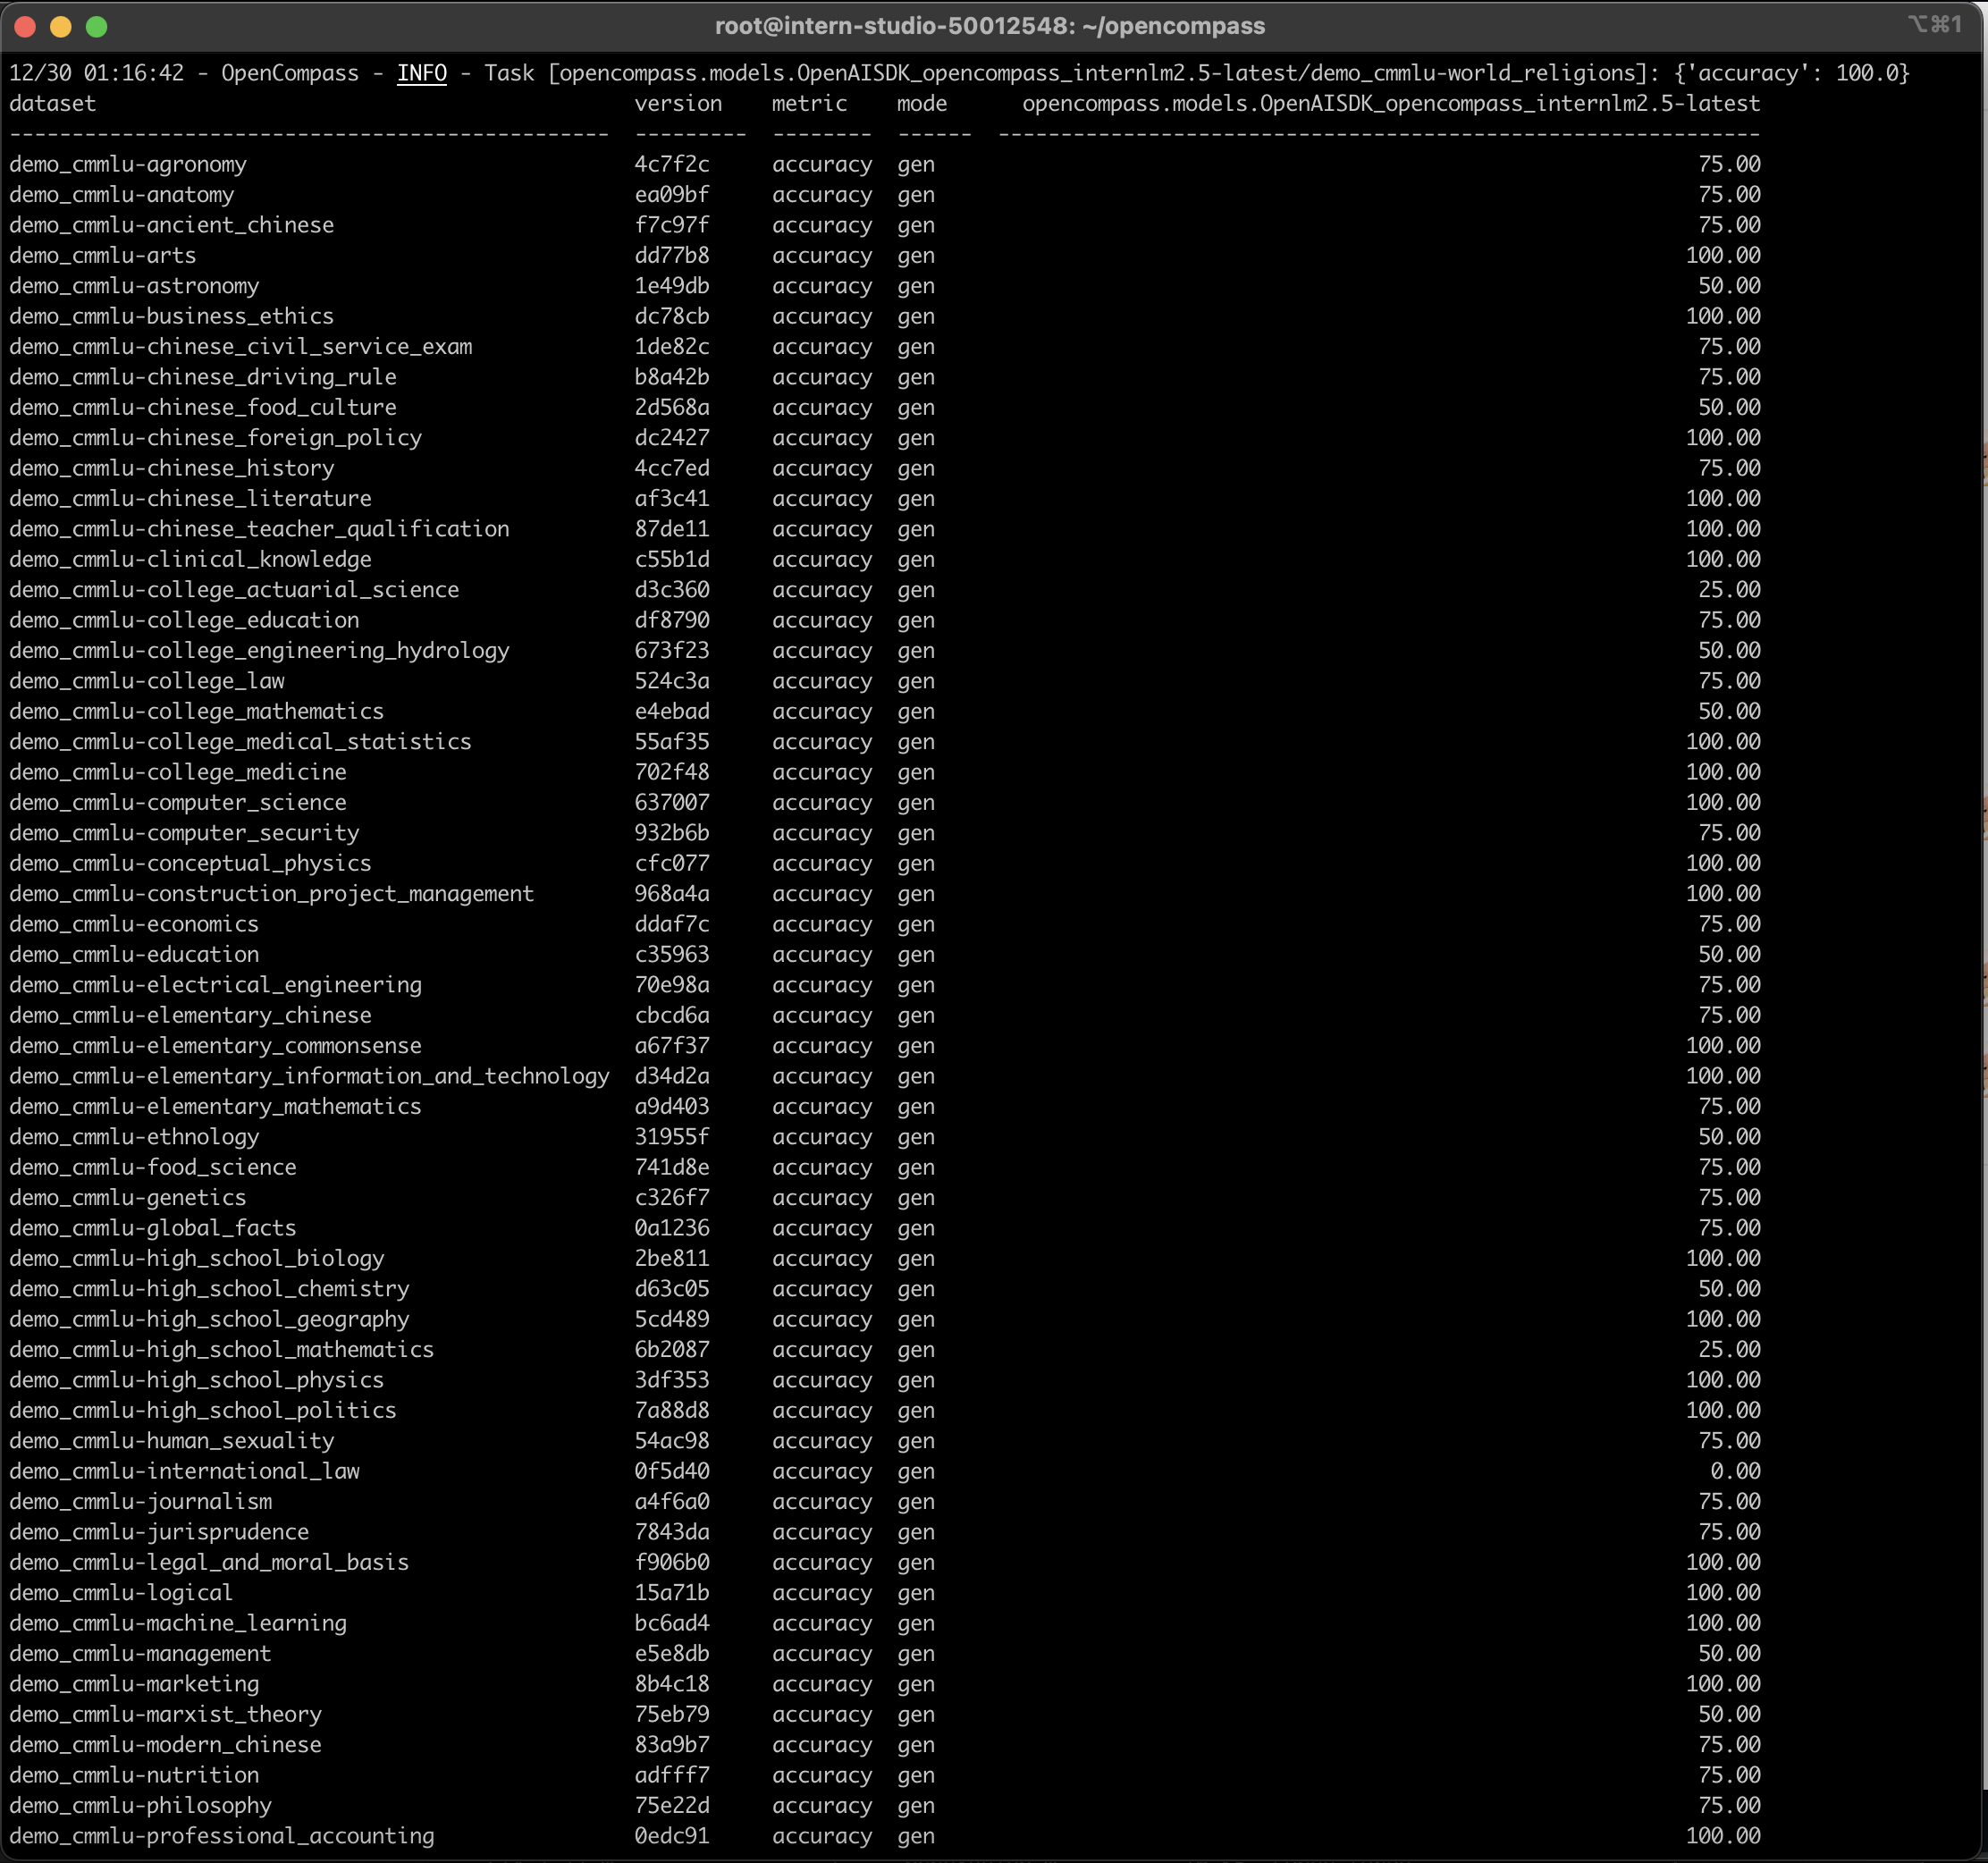 root@intern-studio-50012548: ~/opencompass ⌥⌘1
12/30 01:16:42 - OpenCompass - INFO - Task [opencompass.models.OpenAISDK_opencompass_internlm2.5-latest/demo_cmmlu-world_religions]: {'accuracy': 100.0}
dataset version metric mode opencompass.models.OpenAISDK_opencompass_internlm2.5-latest
------------------------------------------------ --------- -------- ------ -------------------------------------------------------------
demo_cmmlu-agronomy 4c7f2c accuracy gen 75.00
demo_cmmlu-anatomy ea09bf accuracy gen 75.00
demo_cmmlu-ancient_chinese f7c97f accuracy gen 75.00
demo_cmmlu-arts dd77b8 accuracy gen 100.00
demo_cmmlu-astronomy 1e49db accuracy gen 50.00
demo_cmmlu-business_ethics dc78cb accuracy gen 100.00
demo_cmmlu-chinese_civil_service_exam 1de82c accuracy gen 75.00
demo_cmmlu-chinese_driving_rule b8a42b accuracy gen 75.00
demo_cmmlu-chinese_food_culture 2d568a accuracy gen 50.00
demo_cmmlu-chinese_foreign_policy dc2427 accuracy gen 100.00
demo_cmmlu-chinese_history 4cc7ed accuracy gen 75.00
demo_cmmlu-chinese_literature af3c41 accuracy gen 100.00
demo_cmmlu-chinese_teacher_qualification 87de11 accuracy gen 100.00
demo_cmmlu-clinical_knowledge c55b1d accuracy gen 100.00
demo_cmmlu-college_actuarial_science d3c360 accuracy gen 25.00
demo_cmmlu-college_education df8790 accuracy gen 75.00
demo_cmmlu-college_engineering_hydrology 673f23 accuracy gen 50.00
demo_cmmlu-college_law 524c3a accuracy gen 75.00
demo_cmmlu-college_mathematics e4ebad accuracy gen 50.00
demo_cmmlu-college_medical_statistics 55af35 accuracy gen 100.00
demo_cmmlu-college_medicine 702f48 accuracy gen 100.00
demo_cmmlu-computer_science 637007 accuracy gen 100.00
demo_cmmlu-computer_security 932b6b accuracy gen 75.00
demo_cmmlu-conceptual_physics cfc077 accuracy gen 100.00
demo_cmmlu-construction_project_management 968a4a accuracy gen 100.00
demo_cmmlu-economics ddaf7c accuracy gen 75.00
demo_cmmlu-education c35963 accuracy gen 50.00
demo_cmmlu-electrical_engineering 70e98a accuracy gen 75.00
demo_cmmlu-elementary_chinese cbcd6a accuracy gen 75.00
demo_cmmlu-elementary_commonsense a67f37 accuracy gen 100.00
demo_cmmlu-elementary_information_and_technology d34d2a accuracy gen 100.00
demo_cmmlu-elementary_mathematics a9d403 accuracy gen 75.00
demo_cmmlu-ethnology 31955f accuracy gen 50.00
demo_cmmlu-food_science 741d8e accuracy gen 75.00
demo_cmmlu-genetics c326f7 accuracy gen 75.00
demo_cmmlu-global_facts 0a1236 accuracy gen 75.00
demo_cmmlu-high_school_biology 2be811 accuracy gen 100.00
demo_cmmlu-high_school_chemistry d63c05 accuracy gen 50.00
demo_cmmlu-high_school_geography 5cd489 accuracy gen 100.00
demo_cmmlu-high_school_mathematics 6b2087 accuracy gen 25.00
demo_cmmlu-high_school_physics 3df353 accuracy gen 100.00
demo_cmmlu-high_school_politics 7a88d8 accuracy gen 100.00
demo_cmmlu-human_sexuality 54ac98 accuracy gen 75.00
demo_cmmlu-international_law 0f5d40 accuracy gen 0.00
demo_cmmlu-journalism a4f6a0 accuracy gen 75.00
demo_cmmlu-jurisprudence 7843da accuracy gen 75.00
demo_cmmlu-legal_and_moral_basis f906b0 accuracy gen 100.00
demo_cmmlu-logical 15a71b accuracy gen 100.00
demo_cmmlu-machine_learning bc6ad4 accuracy gen 100.00
demo_cmmlu-management e5e8db accuracy gen 50.00
demo_cmmlu-marketing 8b4c18 accuracy gen 100.00
demo_cmmlu-marxist_theory 75eb79 accuracy gen 50.00
demo_cmmlu-modern_chinese 83a9b7 accuracy gen 75.00
demo_cmmlu-nutrition adfff7 accuracy gen 75.00
demo_cmmlu-philosophy 75e22d accuracy gen 75.00
demo_cmmlu-professional_accounting 0edc91 accuracy gen 100.00